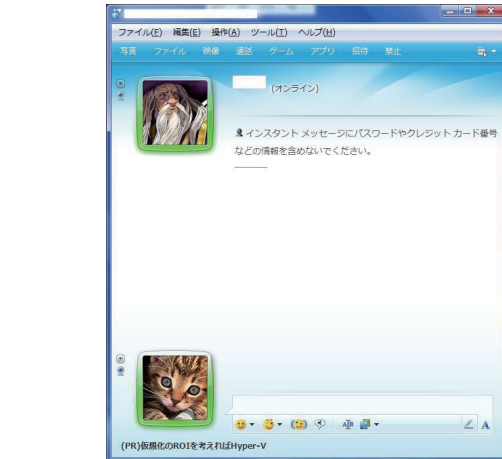 ファイル(F) 編集(E) 操作(A) ツール(T) ヘルプ(H)
写真 ファイル 映像 通話 ゲーム アプリ 招待 禁止
(オンライン)
インスタント メッセージにパスワードやクレジット カード番号
などの情報を含めないでください。
(PR)仮想化のROIを考えればHyper-V